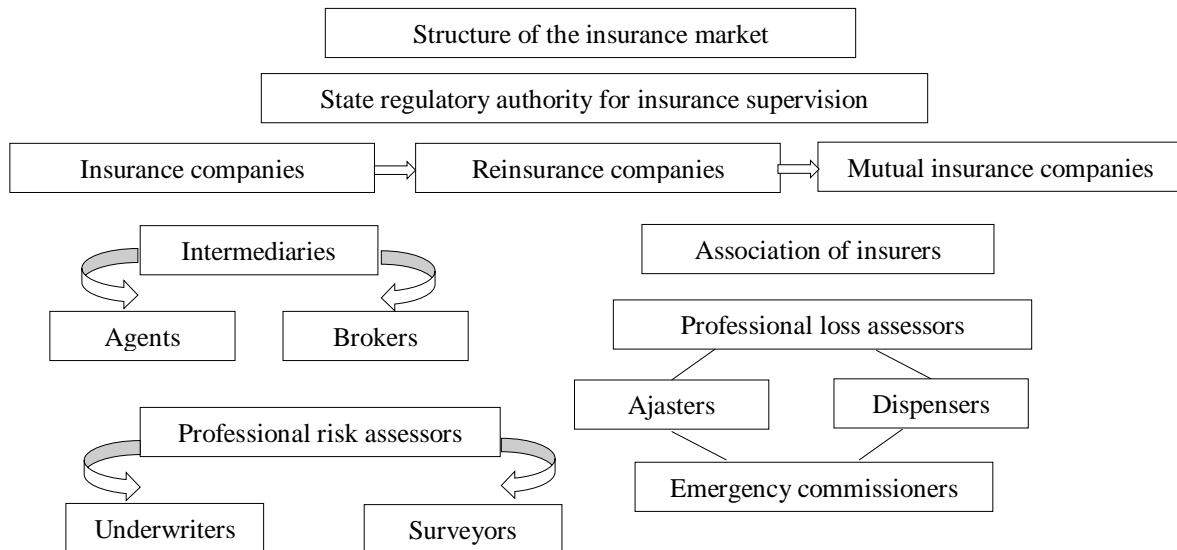 Structure of the insurance market
State regulatory authority for insurance supervision
Insurance companies
Reinsurance companies
Mutual insurance companies
Intermediaries
Association of insurers
Agents
Brokers
Professional loss assessors
Ajasters
Dispensers
Professional risk assessors
Emergency commissioners
Underwriters
Surveyors